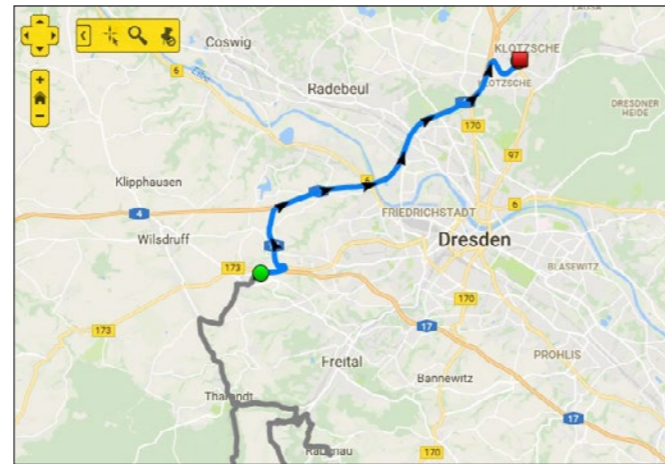 Coswig
KLOTZSCHE
6
Elbe
Radebeul
KLOTZSCHE
DRESDNER
HEIDE
170
97
Klipphausen
6
4
FRIEDRICHSTADT
6
Wilsdruff
Dresden
173
BLASEWITZ
173
170
17
Freital
PROHLIS
Bannewitz
Tharandt
17
Rabenau
170